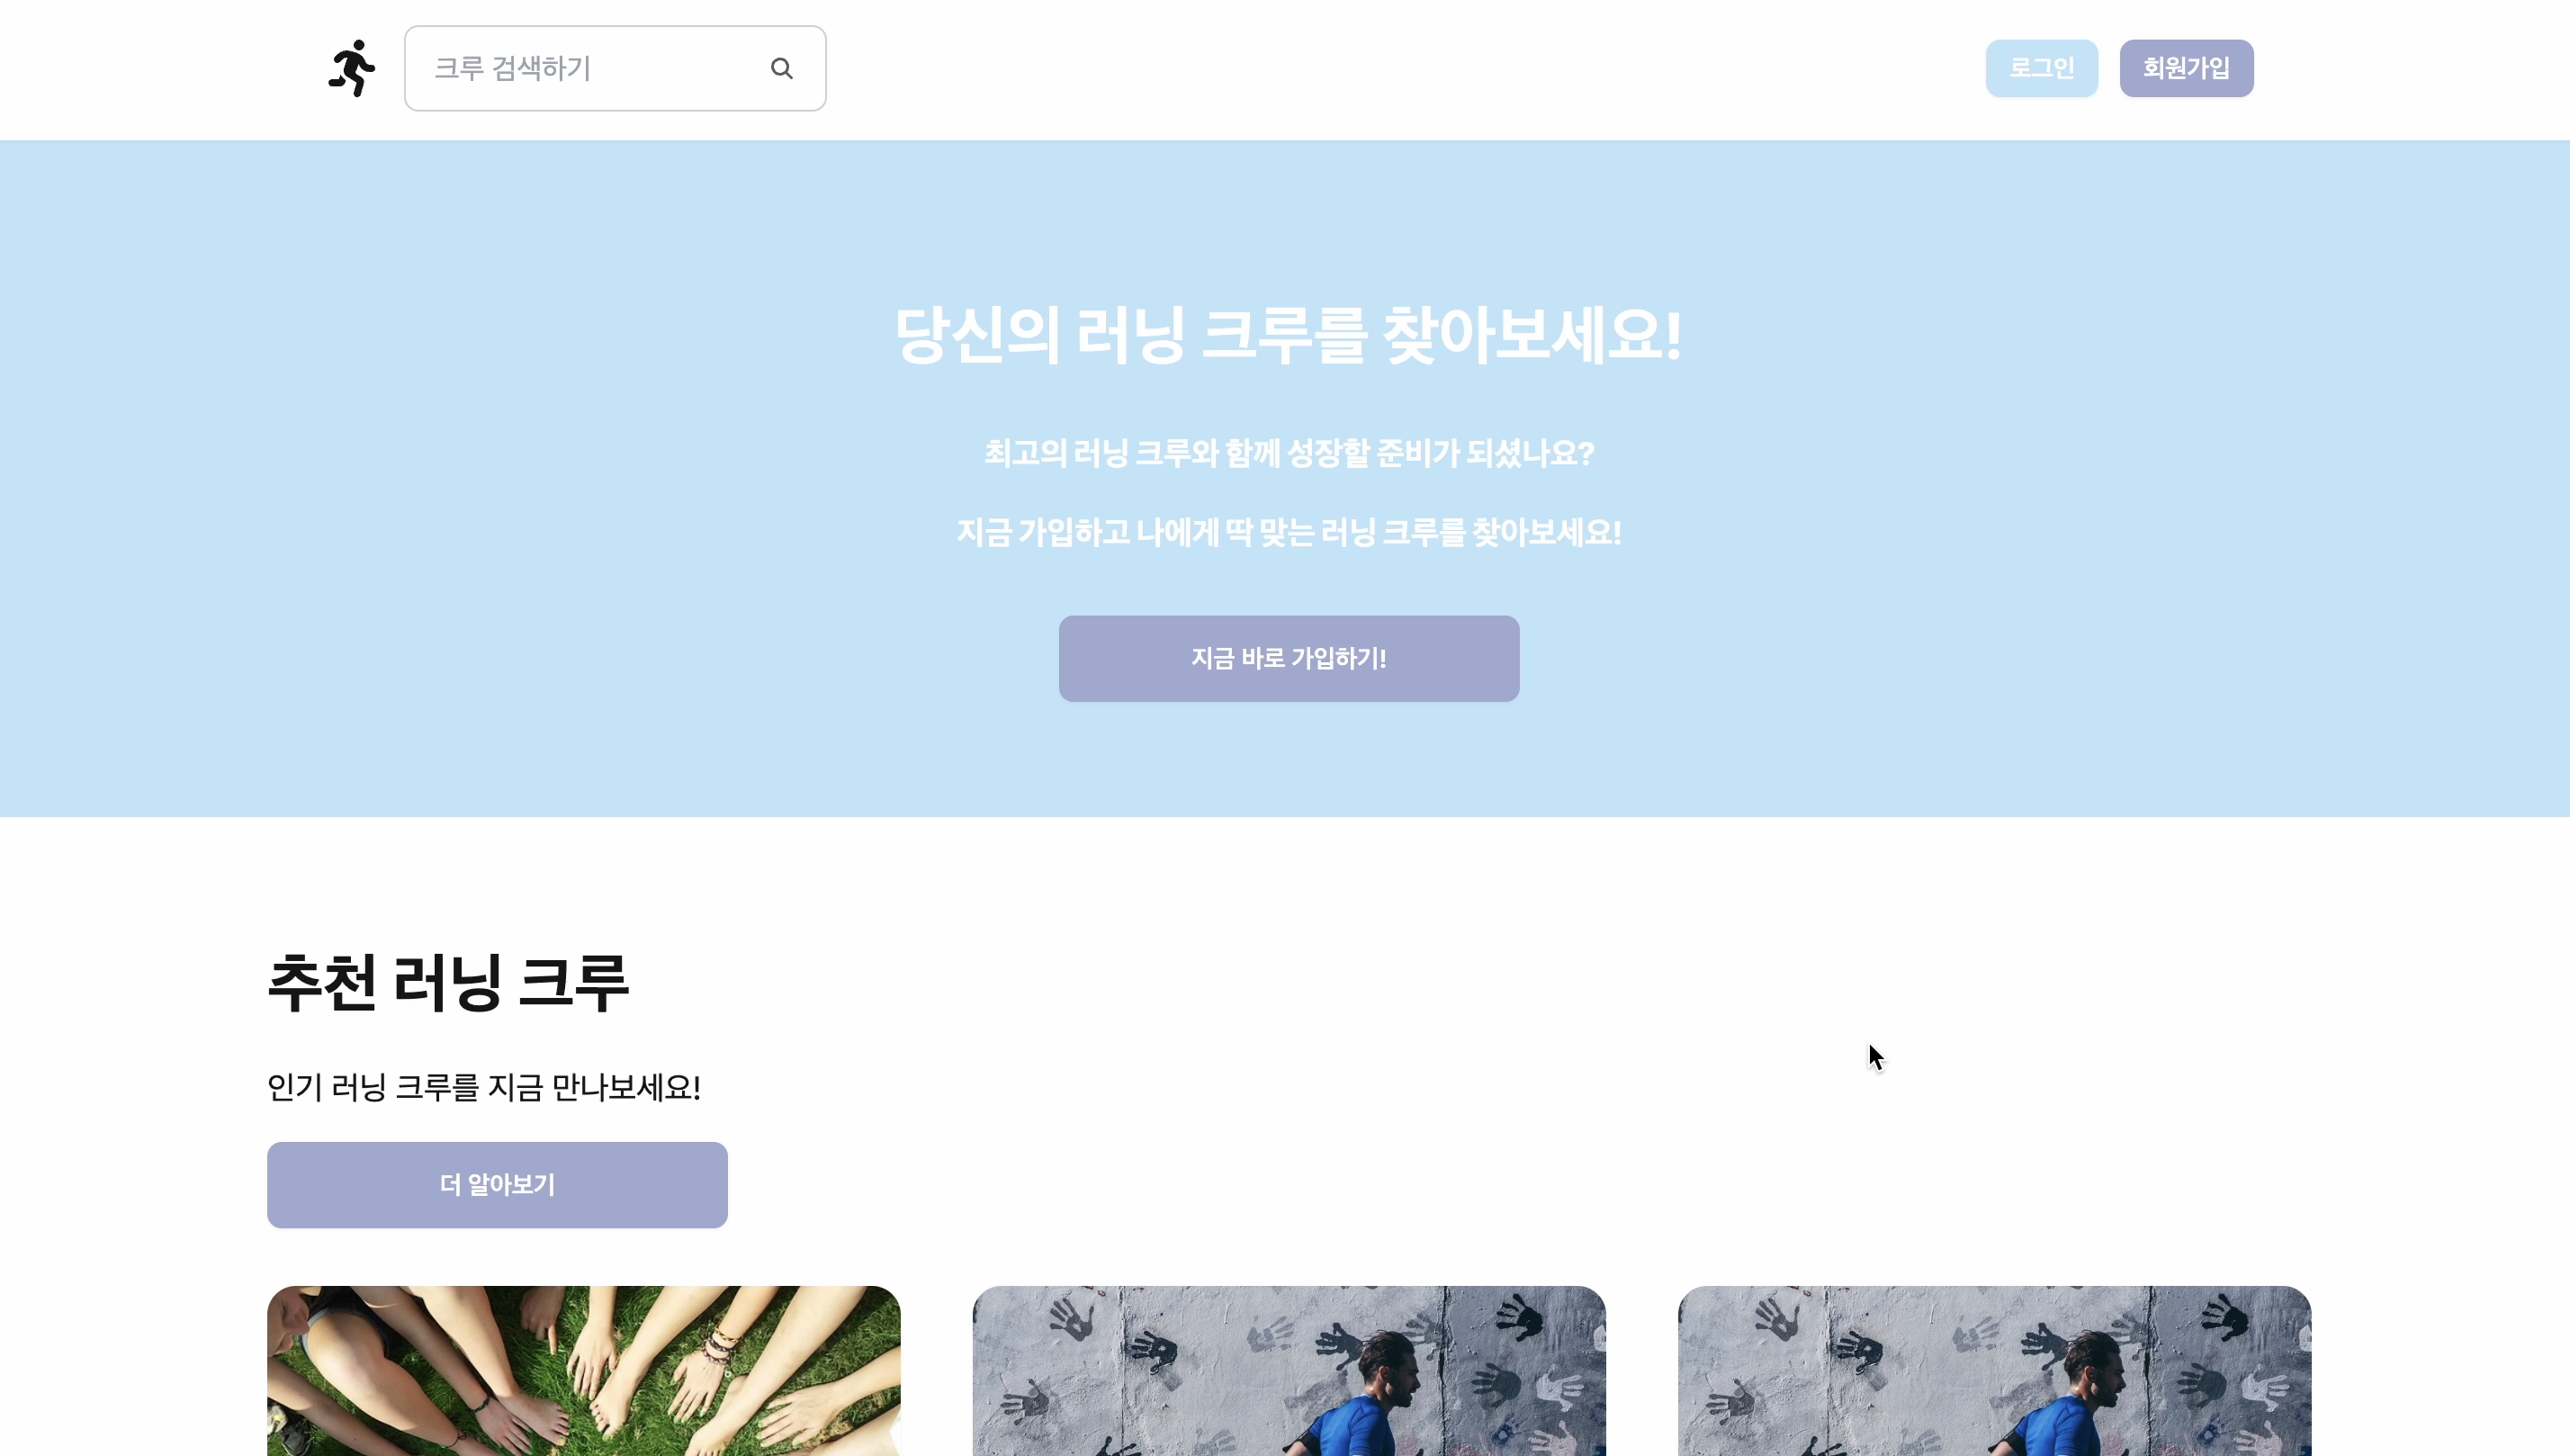 크루 검색하기
로그인
회원가입
당신의 러닝 크루를 찾아보세요!
최고의 러닝 크루와 함께 성장할 준비가 되셨나요?
지금 가입하고 나에게 딱 맞는 러닝 크루를 찾아보세요!
지금 바로 가입하기!
추천 러닝 크루
인기 러닝 크루를 지금 만나보세요!
더 알아보기